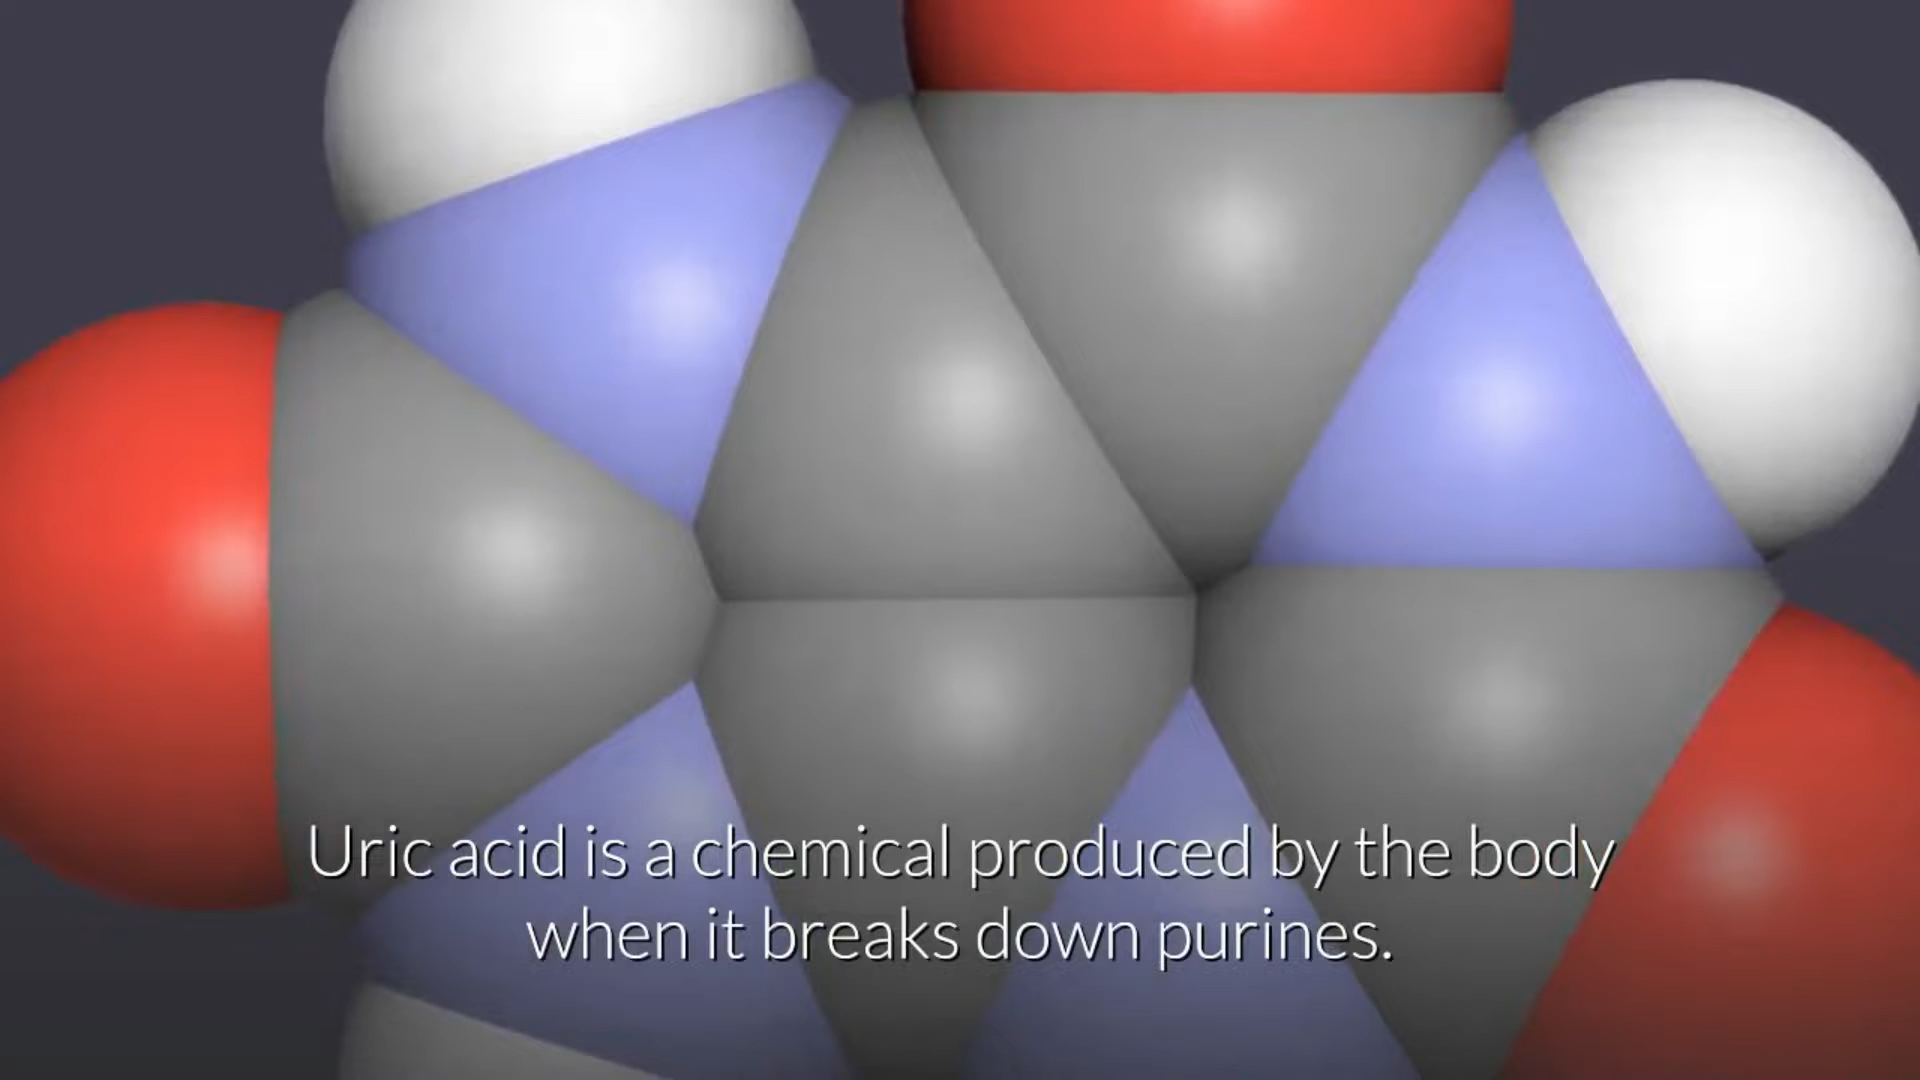 Uric acid is a chemical produced by the body
when it breaks down purines.